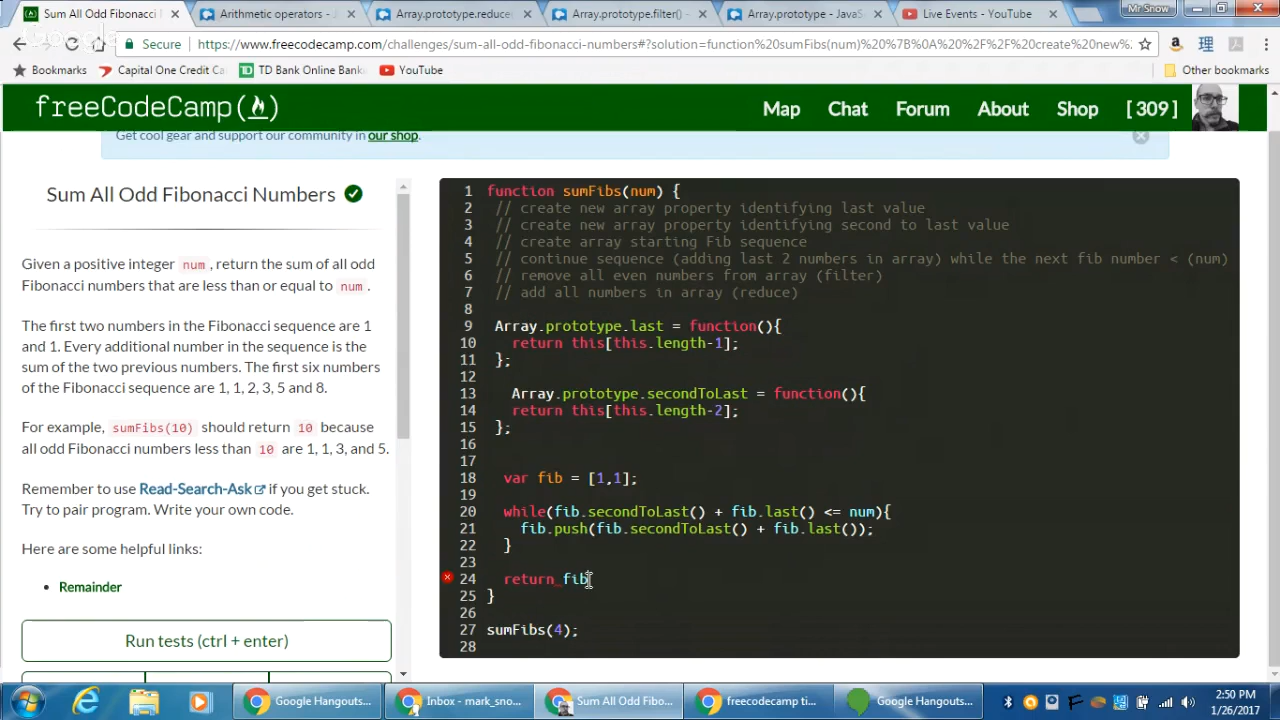 Sum All Odd Fibonacci
Arithmetic operators -
Array.prototype.reduce
Array.prototype.filter() -
Array.prototype - JavaS
Live Events - YouTube
Mr Snow
Secure
https://www.freecodecamp.com/challenges/sum-all-odd-fibonacci-numbers#?solution=function%20sumFibs(num)%20%7B%0A%20%2F%2F%20create%20new%
Bookmarks
Capital One Credit Ca
TD Bank Online Bank
YouTube
Other bookmarks
freeCodeCamp
Map
Chat
Forum
About
Shop
[ 309 ]
Get cool gear and support our community in our shop.
Sum All Odd Fibonacci Numbers
Given a positive integer num , return the sum of all odd
Fibonacci numbers that are less than or equal to num .
The first two numbers in the Fibonacci sequence are 1
and 1. Every additional number in the sequence is the
sum of the two previous numbers. The first six numbers
of the Fibonacci sequence are 1, 1, 2, 3, 5 and 8.
For example, sumFibs(10) should return 10 because
all odd Fibonacci numbers less than 10 are 1, 1, 3, and 5.
Remember to use Read-Search-Ask if you get stuck.
Try to pair program. Write your own code.
Here are some helpful links:
Remainder
Run tests (ctrl + enter)
1 function sumFibs(num) {
2 // create new array property identifying last value
3 // create new array property identifying second to last value
4 // create array starting Fib sequence
5 // continue sequence (adding last 2 numbers in array) while the next fib number < (num)
6 // remove all even numbers from array (filter)
7 // add all numbers in array (reduce)
8
9 Array.prototype.last = function(){
10 return this[this.length-1];
11 };
12
13 Array.prototype.secondToLast = function(){
14 return this[this.length-2];
15 };
16
17
18 var fib = [1,1];
19
20 while(fib.secondToLast() + fib.last() <= num){
21 fib.push(fib.secondToLast() + fib.last());
22 }
23
24 return fib
25 }
26
27 sumFibs(4);
28
Google Hangouts...
Inbox - mark_sno...
Sum All Odd Fibo...
freecodecamp ti...
Google Hangouts...
2:50 PM
1/26/2017